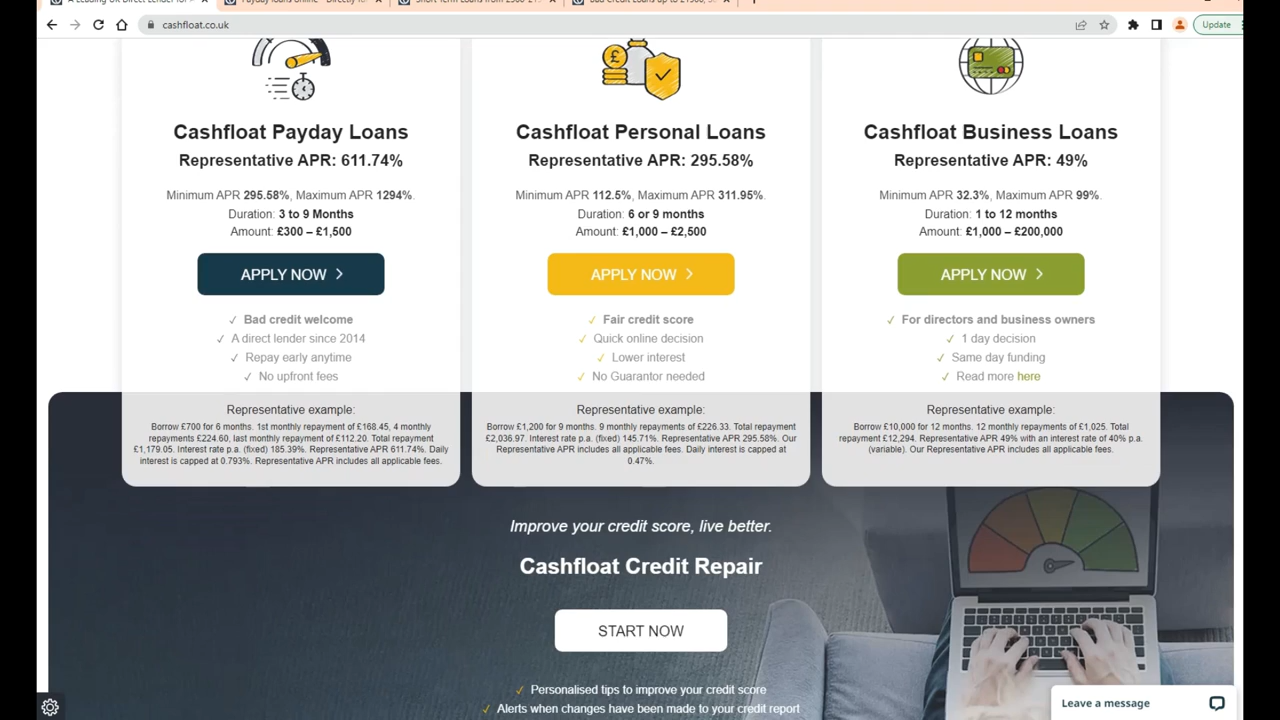 A Leading UK Direct Lender for
Payday loans online - Directly f
cashfloat.co.uk
Update
Cashfloat Payday Loans
Representative APR: 611.74%
Minimum APR 295.58%, Maximum APR 1294%.
Duration: 3 to 9 Months
Amount: £300 – £1,500
APPLY NOW
Bad credit welcome
A direct lender since 2014
Repay early anytime
No upfront fees
Representative example:
Borrow £700 for 6 months. 1st monthly repayment of £168.45, 4 monthly
repayments £224.60, last monthly repayment of £112.20. Total repayment
£1,179.05. Interest rate p.a. (fixed) 185.39%. Representative APR 611.74%. Daily
interest is capped at 0.793%. Representative APR includes all applicable fees.
Cashfloat Personal Loans
Representative APR: 295.58%
Minimum APR 112.5%, Maximum APR 311.95%.
Duration: 6 or 9 months
Amount: £1,000 – £2,500
APPLY NOW
Fair credit score
Quick online decision
Lower interest
No Guarantor needed
Representative example:
Borrow £1,200 for 9 months. 9 monthly repayments of £226.33. Total repayment
£2,036.97. Interest rate p.a. (fixed) 145.71%. Representative APR 295.58%. Our
Representative APR includes all applicable fees. Daily interest is capped at
0.47%.
Cashfloat Business Loans
Representative APR: 49%
Minimum APR 32.3%, Maximum APR 99%.
Duration: 1 to 12 months
Amount: £1,000 – £200,000
APPLY NOW
For directors and business owners
1 day decision
Same day funding
Read more here
Representative example:
Borrow £10,000 for 12 months. 12 monthly repayments of £1,025. Total
repayment £12,294. Representative APR 49% with an interest rate of 40% p.a.
(variable). Our Representative APR includes all applicable fees.
Improve your credit score, live better.
Cashfloat Credit Repair
START NOW
Personalised tips to improve your credit score
Alerts when changes have been made to your credit report
Leave a message